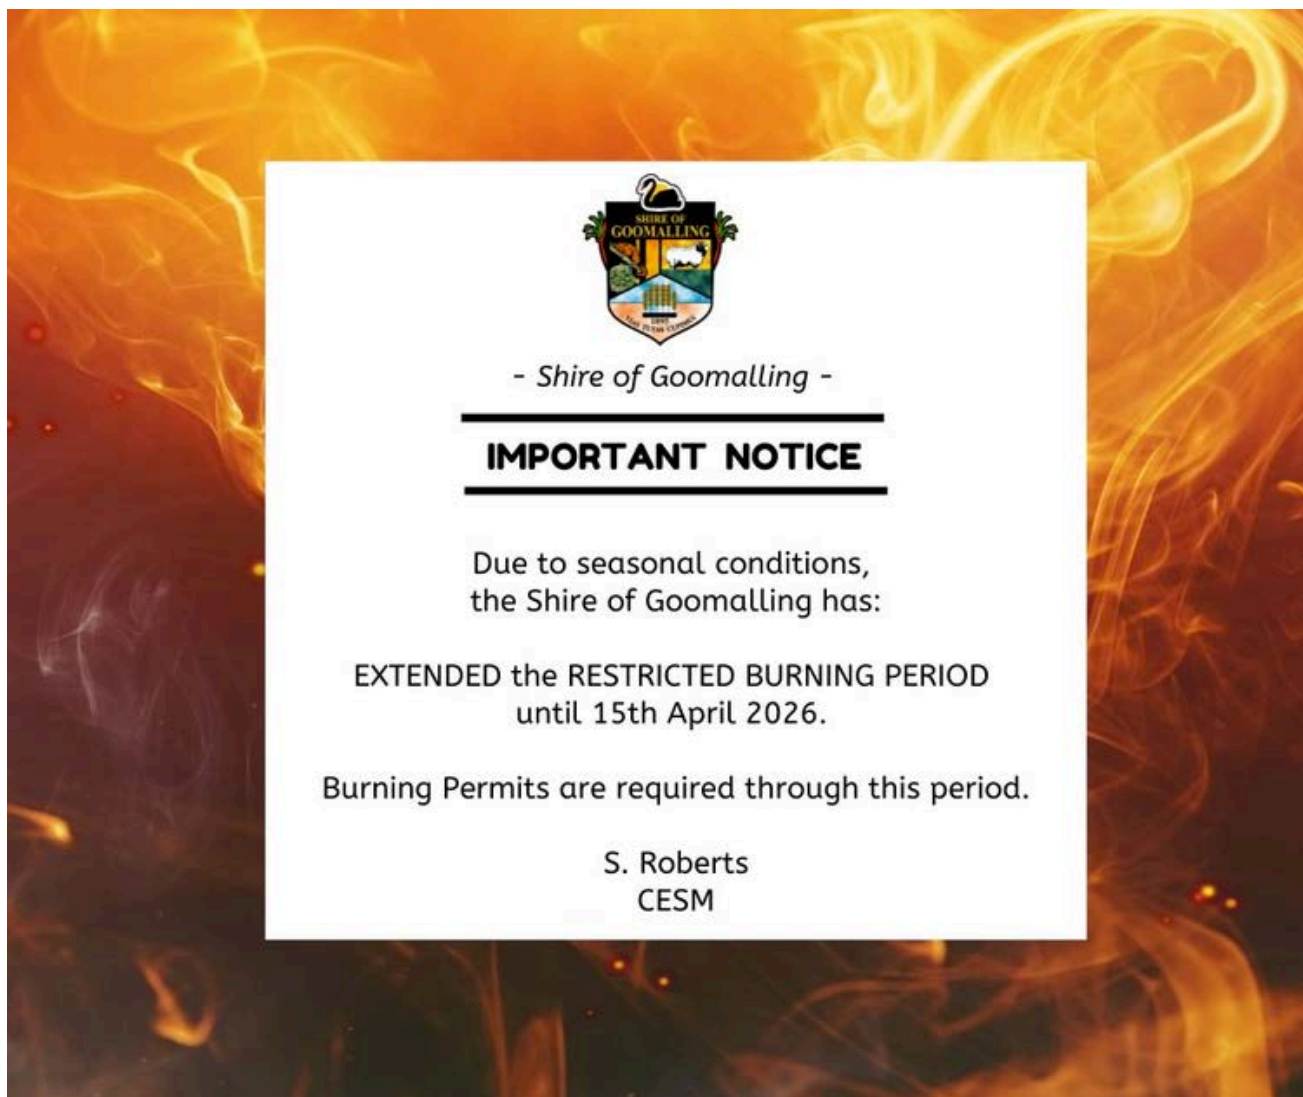 SHIRE OF
GOOMALLING
- Shire of Goomalling -
IMPORTANT NOTICE
Due to seasonal conditions,
the Shire of Goomalling has:
EXTENDED the RESTRICTED BURNING PERIOD
until 15th April 2026.
Burning Permits are required through this period.
S. Roberts
CESM